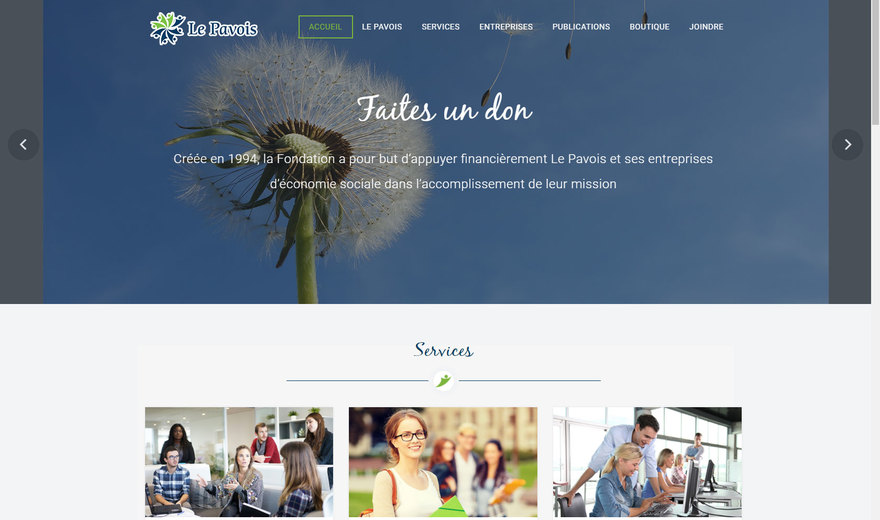 Le Pavois
ACCUEIL LE PAVOIS SERVICES ENTREPRISES PUBLICATIONS BOUTIQUE JOINDRE
Faites un don
Créée en 1994, la Fondation a pour but d'appuyer financièrement Le Pavois et ses entreprises
d'économie sociale dans l'accomplissement de leur mission
Services